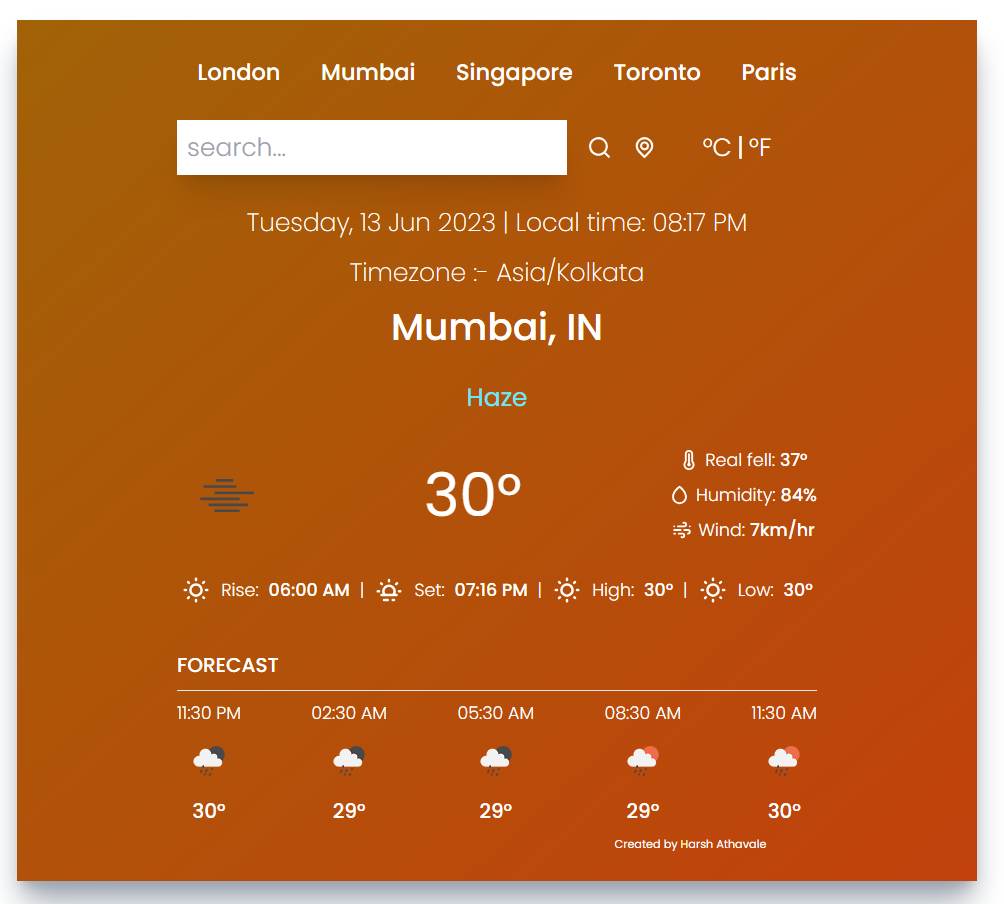 London Mumbai Singapore Toronto Paris
search... °C | °F
Tuesday, 13 Jun 2023 | Local time: 08:17 PM
Timezone :- Asia/Kolkata
Mumbai, IN
Haze
30°
Real fell: 37°
Humidity: 84%
Wind: 7km/hr
Rise: 06:00 AM | Set: 07:16 PM | High: 30° | Low: 30°
FORECAST
11:30 PM 02:30 AM 05:30 AM 08:30 AM 11:30 AM
30° 29° 29° 29° 30°
Created by Harsh Athavale